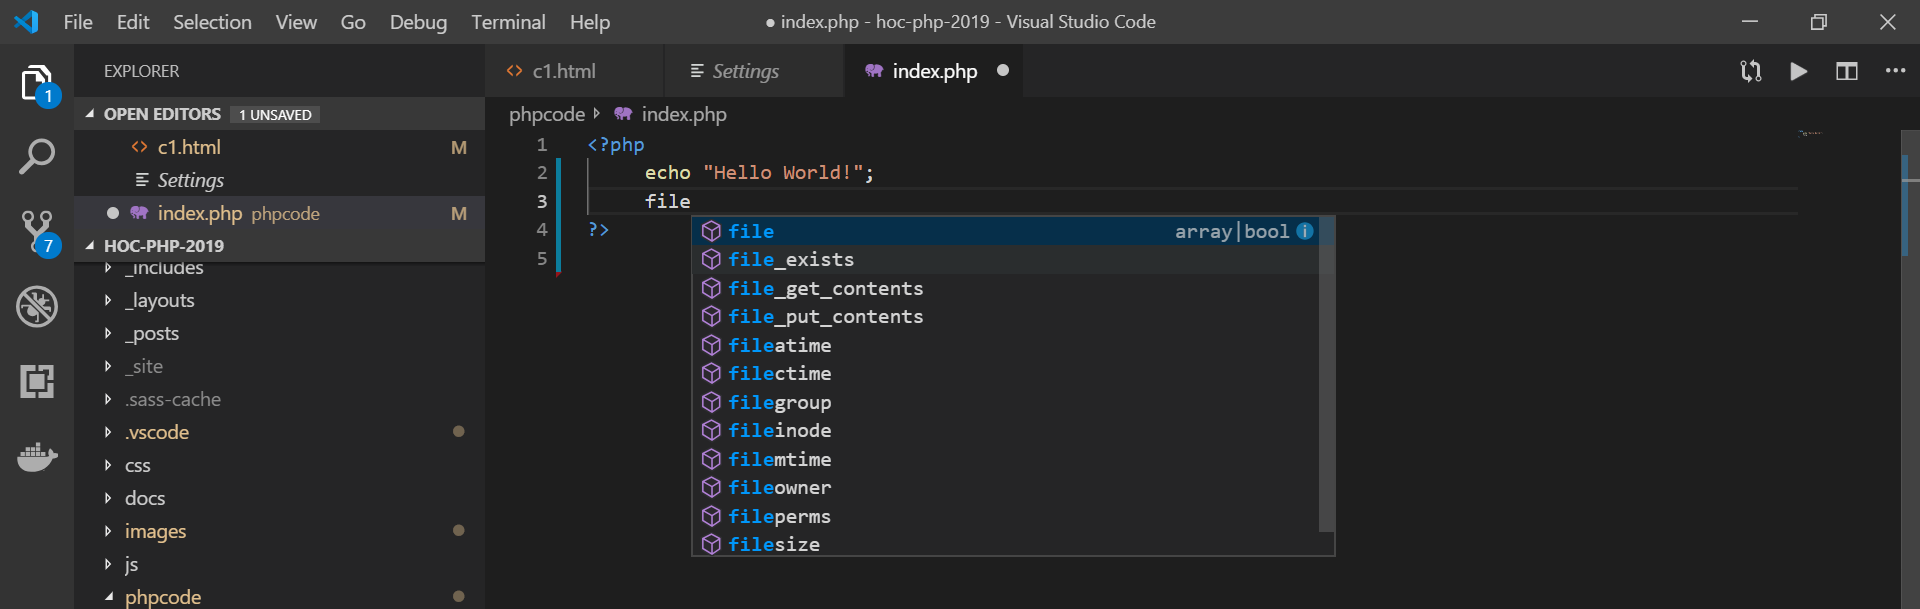 File Edit Selection View Go Debug Terminal Help ● index.php - hoc-php-2019 - Visual Studio Code
EXPLORER
c1.html Settings index.php
1
OPEN EDITORS 1 UNSAVED
c1.html M
Settings
index.php phpcode M
7
HOC-PHP-2019
_includes
_layouts
_posts
_site
.sass-cache
.vscode
css
docs
images
js
phpcode
phpcode index.php
1 <?php
2 echo "Hello World!";
3 file
4 ?>
5
file array|bool
file_exists
file_get_contents
file_put_contents
fileatime
filectime
filegroup
fileinode
filemtime
fileowner
fileperms
filesize